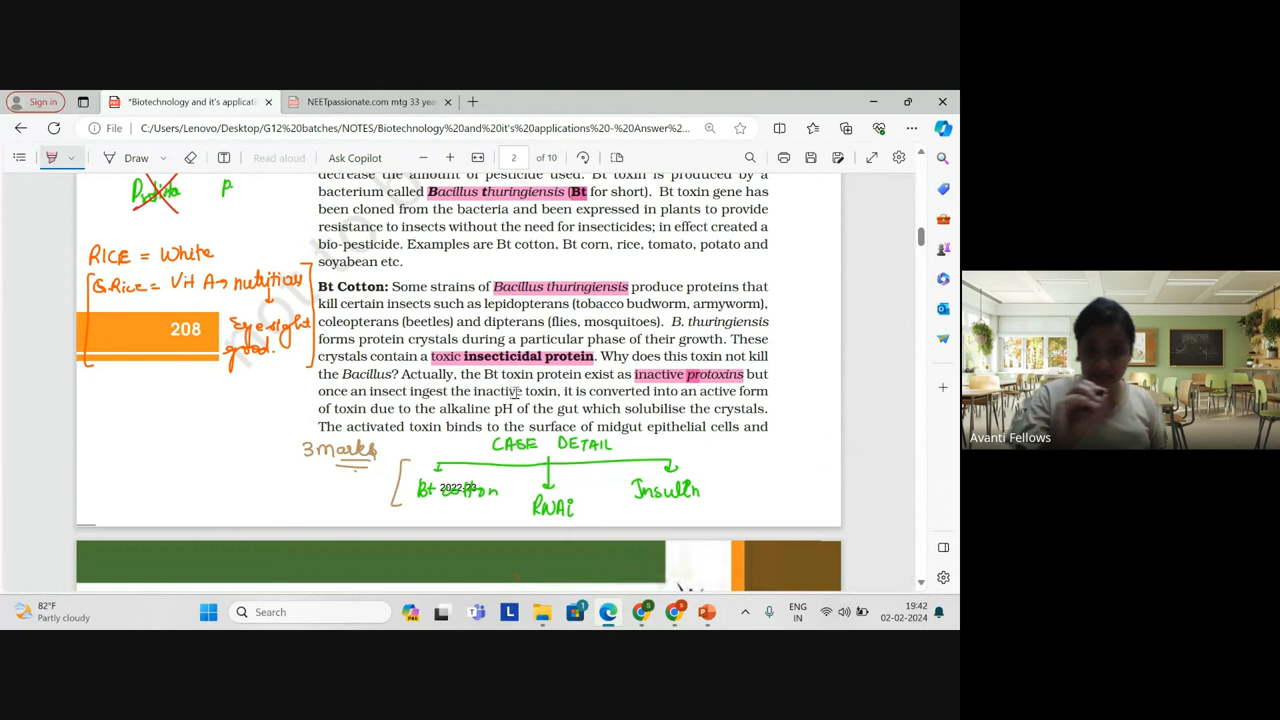 Sign in
*Biotechnology and it's applicati
NEETpassionate.com mtg 33 yea
File
C:/Users/Lenovo/Desktop/G12%20batches/NOTES/Biotechnology%20and%20it's%20applications%20-%20Answer%2...
Draw
Read aloud
Ask Copilot
2 of 10
decrease the amount of pesticide used. Bt toxin is produced by a
bacterium called Bacillus thuringiensis (Bt for short). Bt toxin gene has
been cloned from the bacteria and been expressed in plants to provide
resistance to insects without the need for insecticides; in effect created a
bio-pesticide. Examples are Bt cotton, Bt corn, rice, tomato, potato and
soyabean etc.
RICE = White
G Rice = Vit A → nutritious
Eyesight
good.
208
Bt Cotton: Some strains of Bacillus thuringiensis produce proteins that
kill certain insects such as lepidopterans (tobacco budworm, armyworm),
coleopterans (beetles) and dipterans (flies, mosquitoes). B. thuringiensis
forms protein crystals during a particular phase of their growth. These
crystals contain a toxic insecticidal protein. Why does this toxin not kill
the Bacillus? Actually, the Bt toxin protein exist as inactive protoxins but
once an insect ingest the inactive toxin, it is converted into an active form
of toxin due to the alkaline pH of the gut which solubilise the crystals.
The activated toxin binds to the surface of midgut epithelial cells and
3 marks
CASE DETAIL
Bt cotton
RNAi
Insulin
2022-23
Avanti Fellows
82°F
Partly cloudy
Search
ENG
IN
19:42
02-02-2024